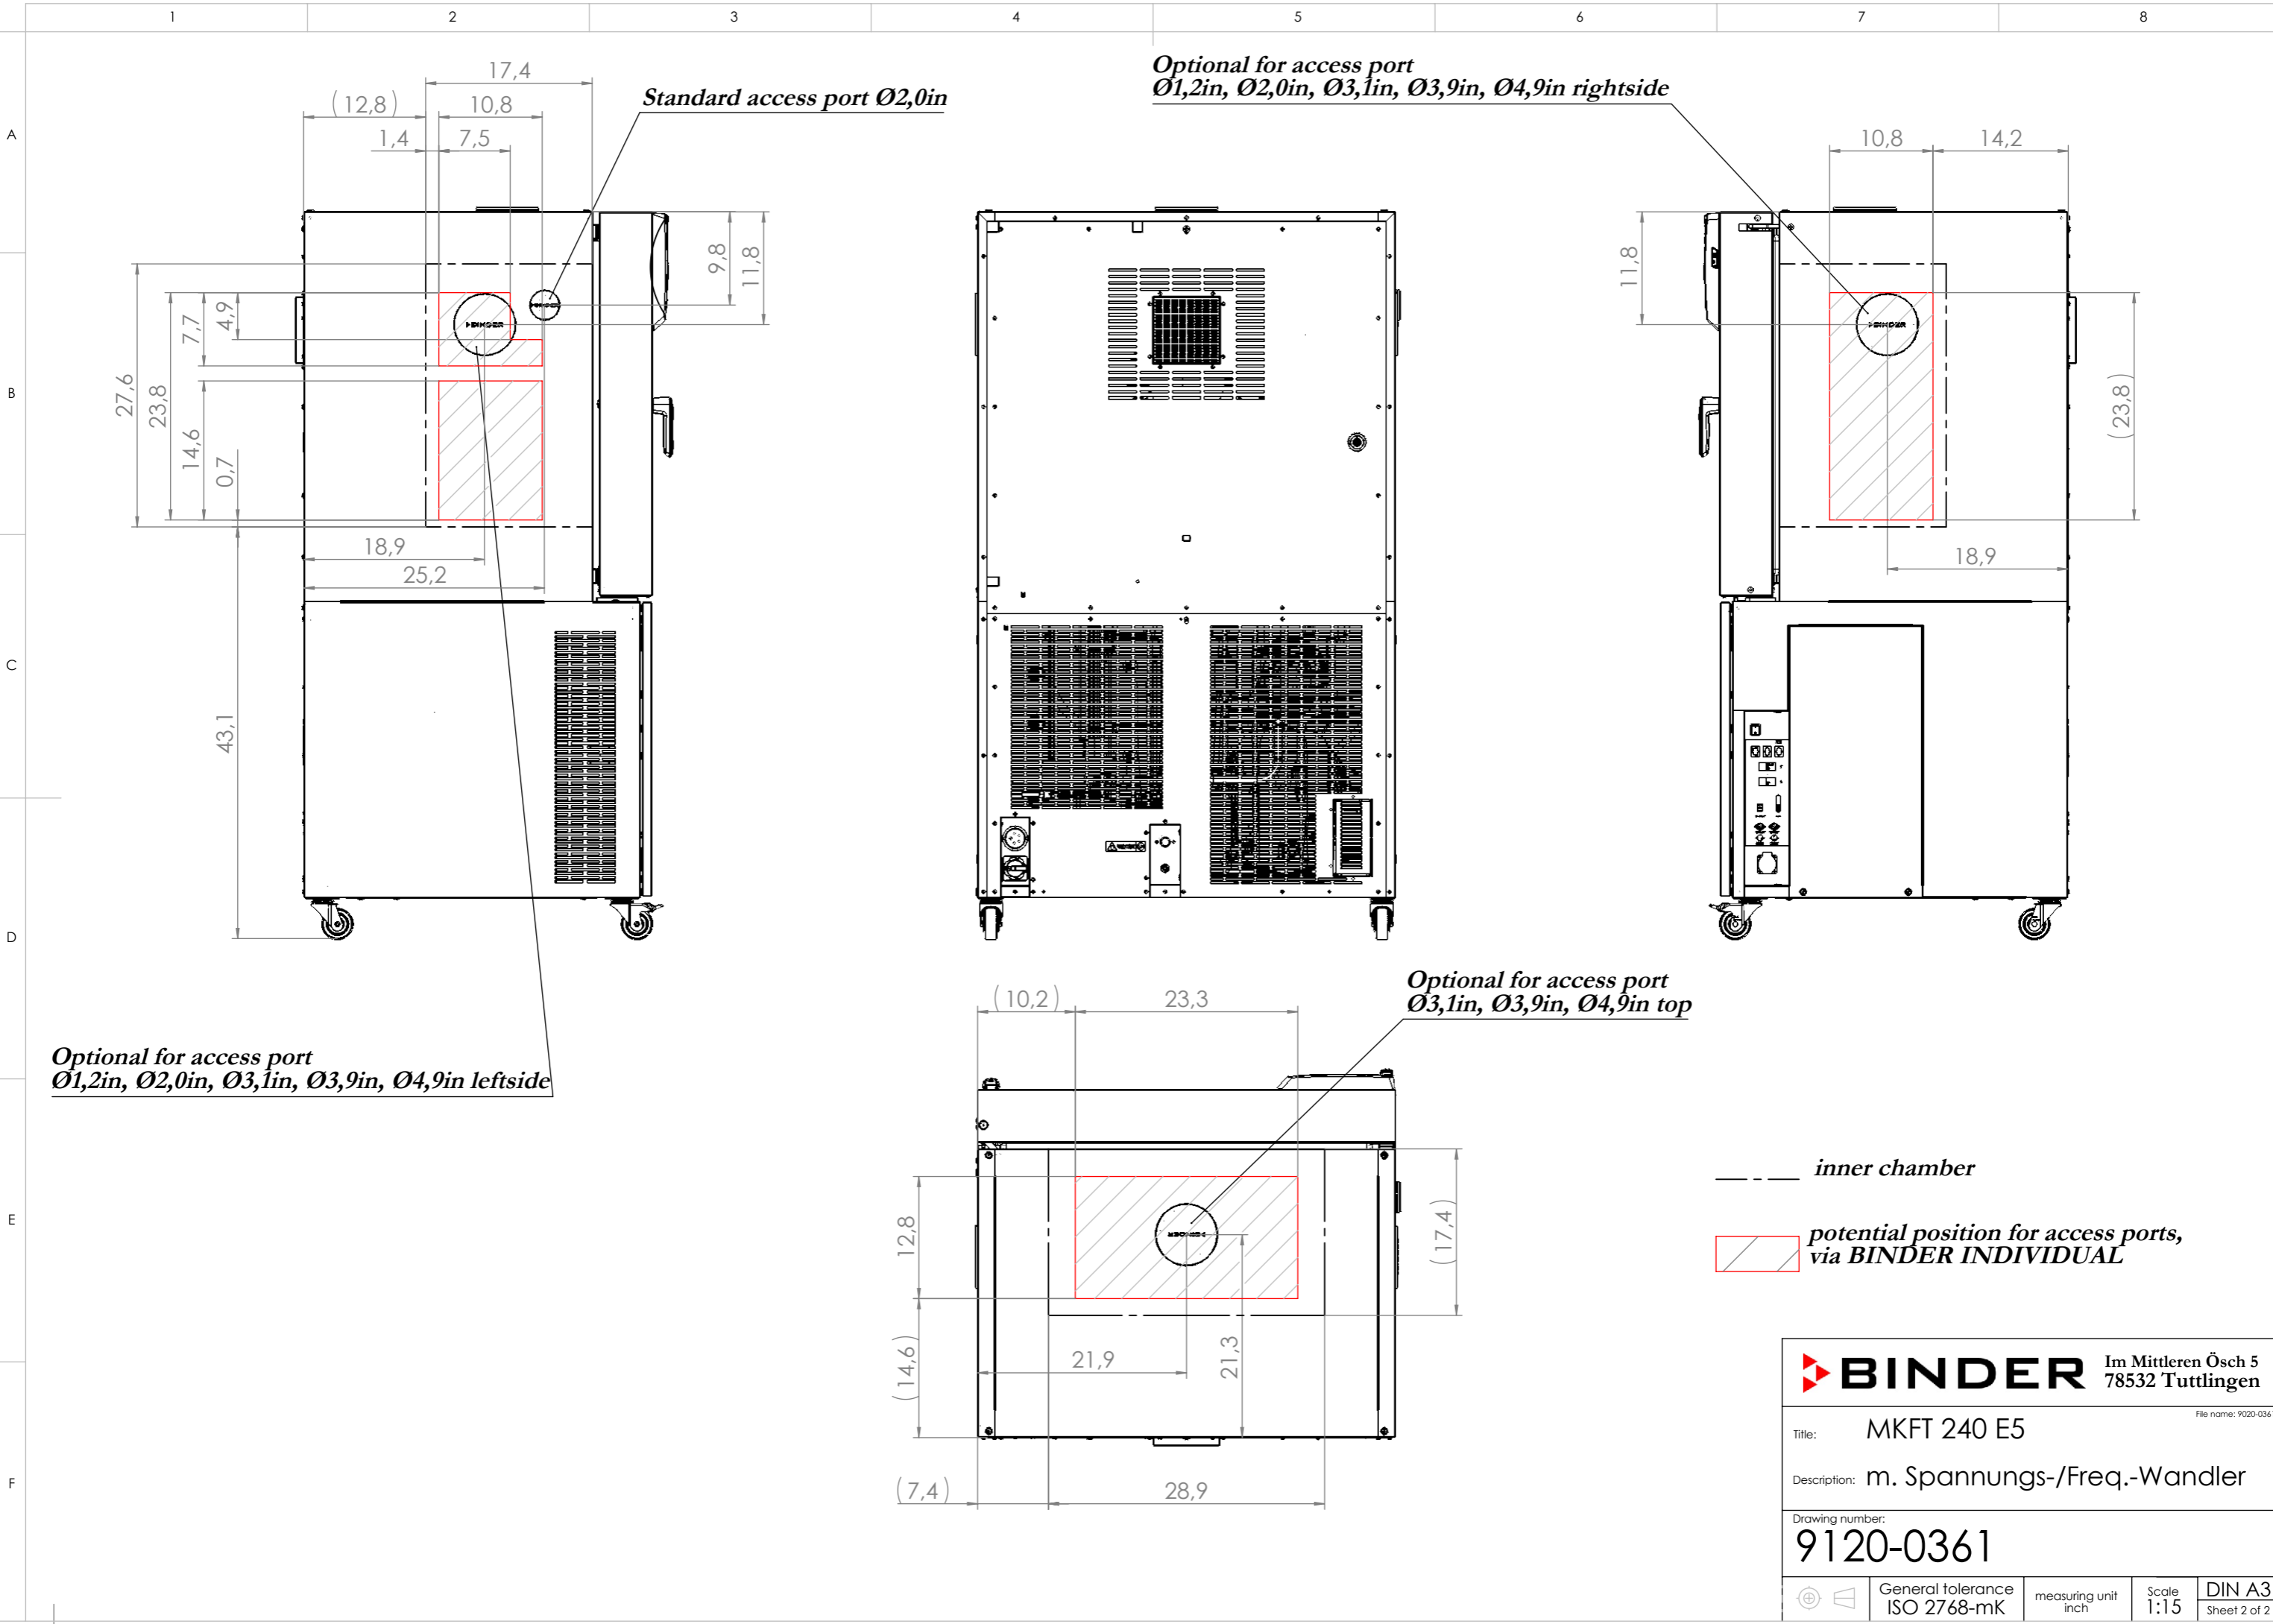 1 2 3 4 5 6 7 8
A
B
C
D
E
F
17,4
(12,8)
10,8
1,4
7,5
Standard access port Ø2,0in
9,8
11,8
4,9
7,7
27,6
23,8
14,6
0,7
18,9
25,2
43,1
BINDER
Optional for access port
Ø1,2in, Ø2,0in, Ø3,1in, Ø3,9in, Ø4,9in leftside
Optional for access port
Ø1,2in, Ø2,0in, Ø3,1in, Ø3,9in, Ø4,9in rightside
10,8
14,2
11,8
BINDER
(23,8)
18,9
Optional for access port
Ø3,1in, Ø3,9in, Ø4,9in top
(10,2)
23,3
12,8
(17,4)
(14,6)
21,9
21,3
(7,4)
28,9
inner chamber
potential position for access ports,
via BINDER INDIVIDUAL
BINDER
Im Mittleren Ösch 5
78532 Tuttlingen
File name: 9020-036
Title: MKFT 240 E5
Description: m. Spannungs-/Freq.-Wandler
Drawing number:
9120-0361
General tolerance
ISO 2768-mK
measuring unit
inch
Scale
1:15
DIN A3
Sheet 2 of 2